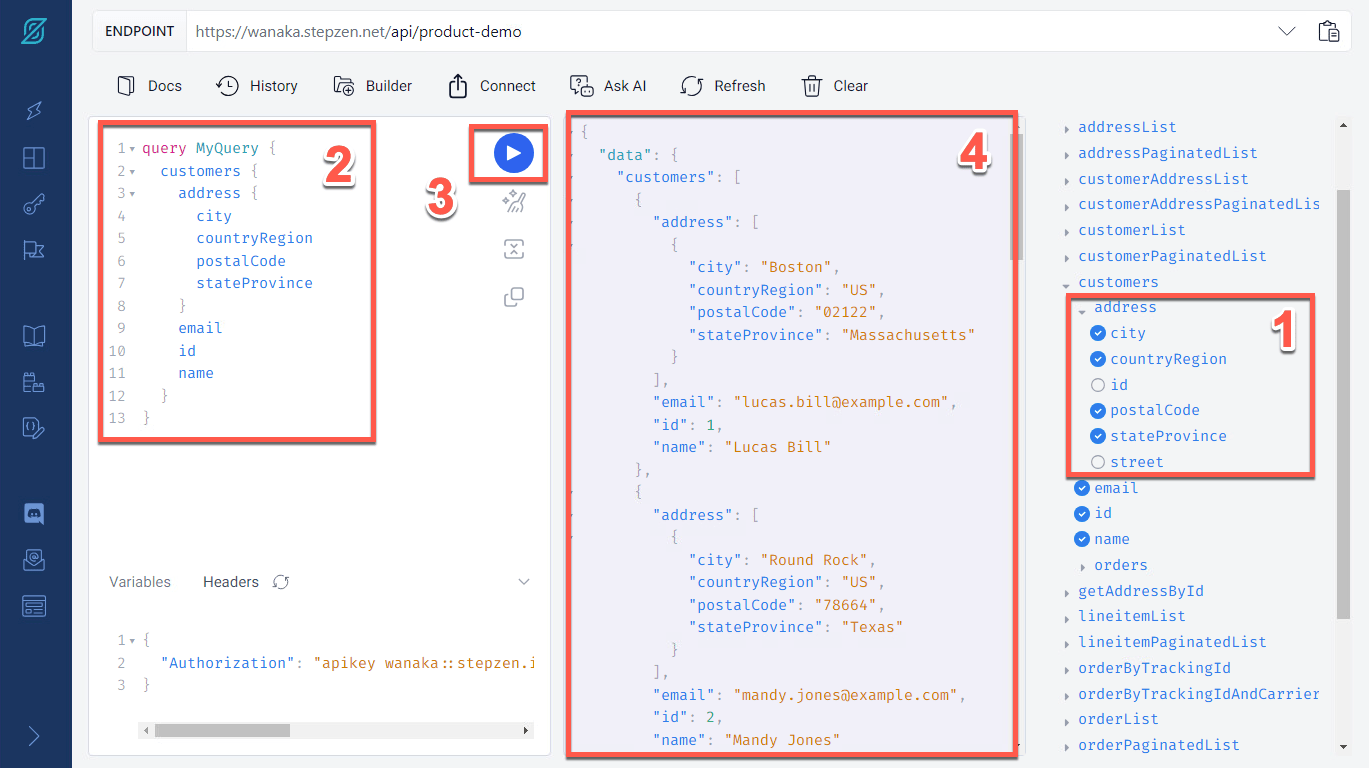 ENDPOINT https://wanaka.stepzen.net/api/product-demo
Docs History Builder Connect Ask AI Refresh Clear
1 query MyQuery {
2 customers {
3 address {
4 city
5 countryRegion
6 postalCode
7 stateProvince
8 }
9 email
10 id
11 name
12 }
13 }
2
3
Variables Headers
1 {
2 "Authorization": "apikey wanaka::stepzen.i
3 }
{
"data": {
"customers": [
{
"address": [
{
"city": "Boston",
"countryRegion": "US",
"postalCode": "02122",
"stateProvince": "Massachusetts"
}
],
"email": "lucas.bill@example.com",
"id": 1,
"name": "Lucas Bill"
},
{
"address": [
{
"city": "Round Rock",
"countryRegion": "US",
"postalCode": "78664",
"stateProvince": "Texas"
}
],
"email": "mandy.jones@example.com",
"id": 2,
"name": "Mandy Jones"
4
addressList
addressPaginatedList
customerAddressList
customerAddressPaginatedLis
customerList
customerPaginatedList
customers
address
city
countryRegion
id
postalCode
stateProvince
street
1
email
id
name
orders
getAddressById
lineitemList
lineitemPaginatedList
orderByTrackingId
orderByTrackingIdAndCarrier
orderList
orderPaginatedList